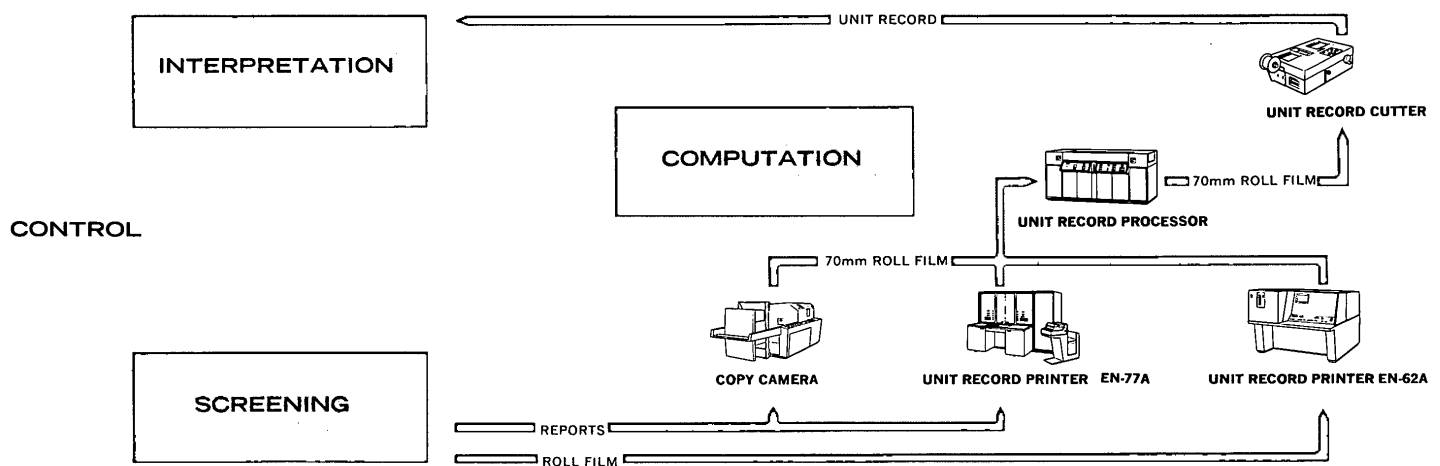 UNIT RECORD
INTERPRETATION
UNIT RECORD CUTTER
COMPUTATION
70mm ROLL FILM
UNIT RECORD PROCESSOR
CONTROL
70mm ROLL FILM
COPY CAMERA
UNIT RECORD PRINTER EN-77A
UNIT RECORD PRINTER EN-62A
SCREENING
REPORTS
ROLL FILM